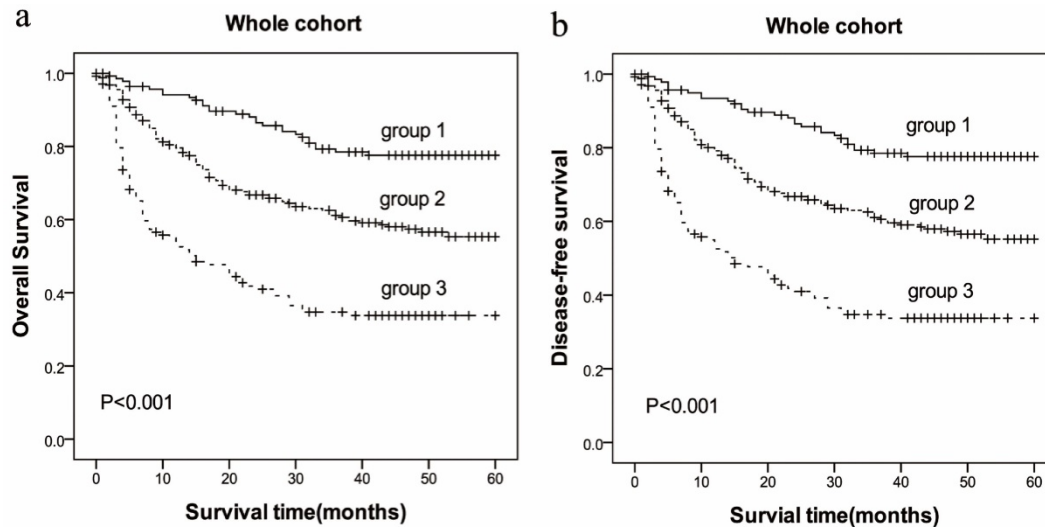 a
Whole cohort
Overall Survival
1.0
0.8
0.6
0.4
0.2
0.0
group 1
group 2
group 3
P<0.001
0 10 20 30 40 50 60
Survival time(months)
b
Whole cohort
Disease-free survival
1.0
0.8
0.6
0.4
0.2
0.0
group 1
group 2
group 3
P<0.001
0 10 20 30 40 50 60
Survial time(months)